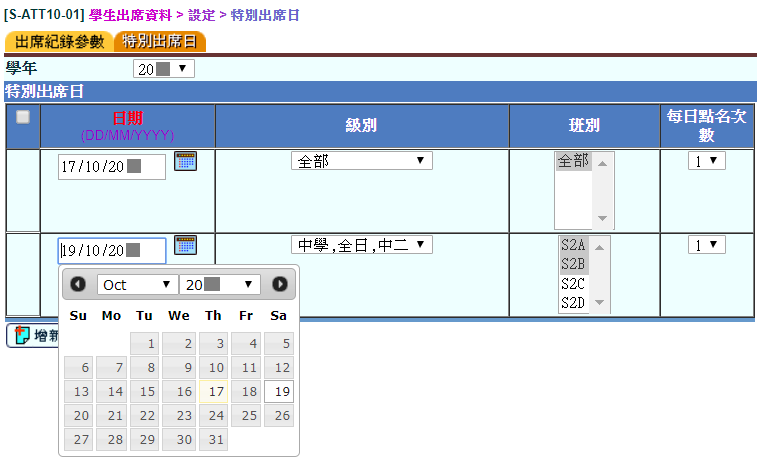 [S-ATT10-01] 學生出席資料 > 設定 > 特別出席日
出席紀錄參數 特別出席日
學年 20
特別出席日
日期 (DD/MM/YYYY) 級別 班別 每日點名次數
17/10/20 全部 全部 1
19/10/20 中學,全日,中二 S2A 1
S2B
S2C
S2D
增新
Oct 20
Su Mo Tu We Th Fr Sa
1 2 3 4 5
6 7 8 9 10 11 12
13 14 15 16 17 18 19
20 21 22 23 24 25 26
27 28 29 30 31